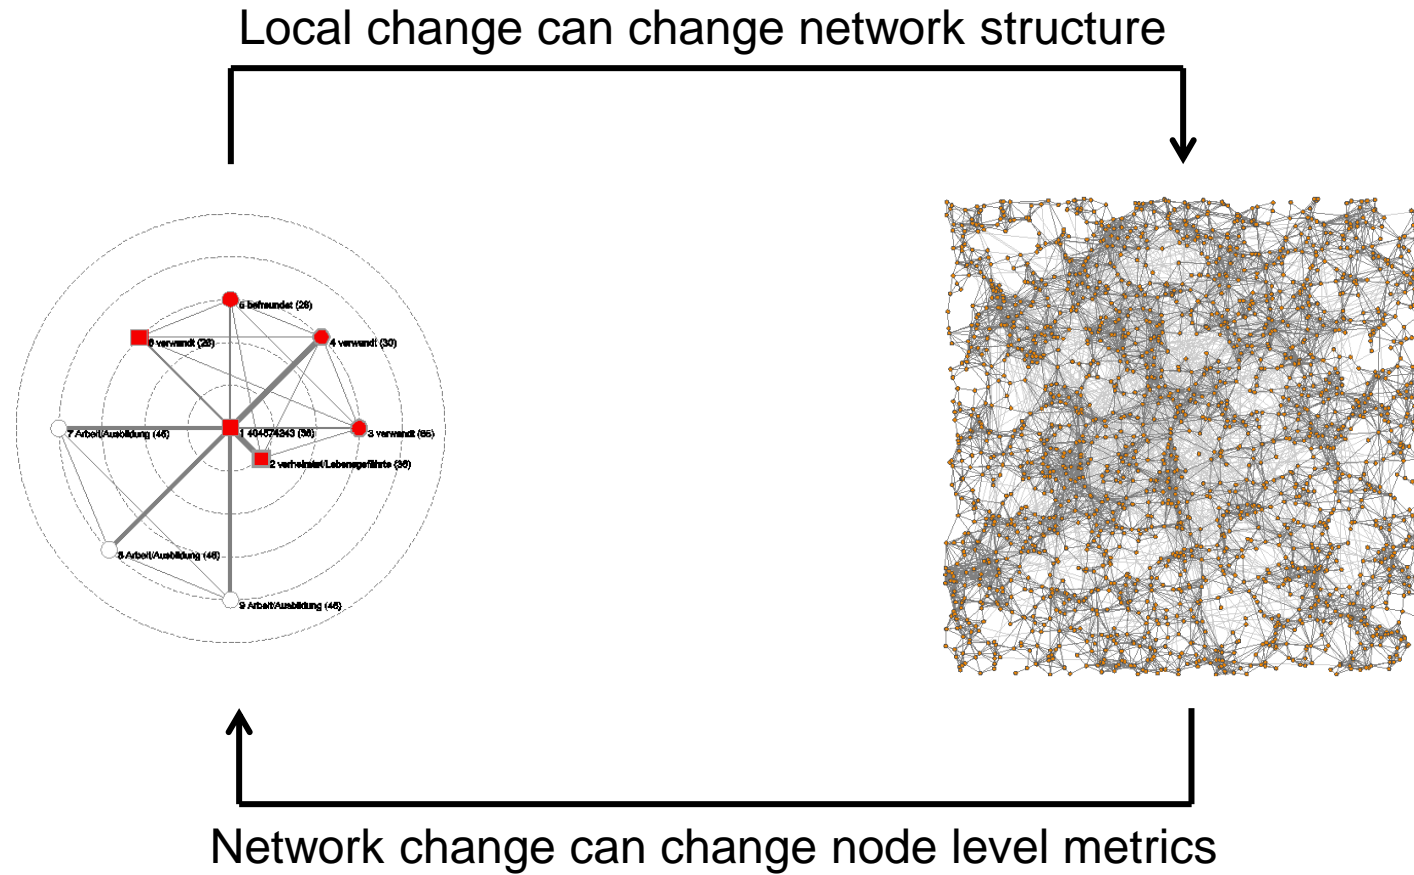 Local change can change network structure
5 befreundet (28)
6 verwandt (26)
4 verwandt (30)
7 Arbeit/Ausbildung (45)
3 verwandt (65)
2 verheiratet/Lebensgefährte (36)
8 Arbeit/Ausbildung (46)
9 Arbeit/Ausbildung (46)
Network change can change node level metrics